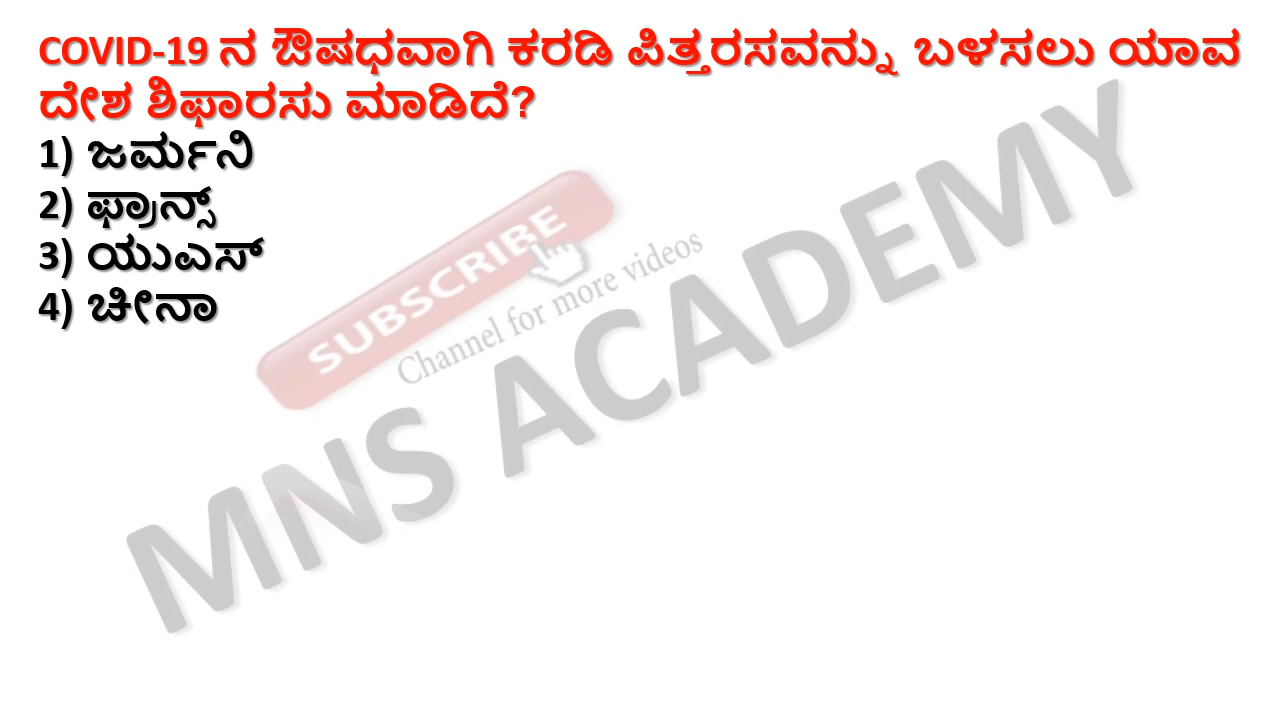 COVID-19 ನ ಔಷಧವಾಗಿ ಕರಡಿ ಪಿತ್ತರಸವನ್ನು ಬಳಸಲು ಯಾವ
ದೇಶ ಶಿಫಾರಸು ಮಾಡಿದೆ?
1) ಜರ್ಮನಿ
2) ಫ್ರಾನ್ಸ್
3) ಯುಎಸ್
4) ಚೀನಾ
SUBSCRIBE
Channel for more videos
MNS ACADEMY